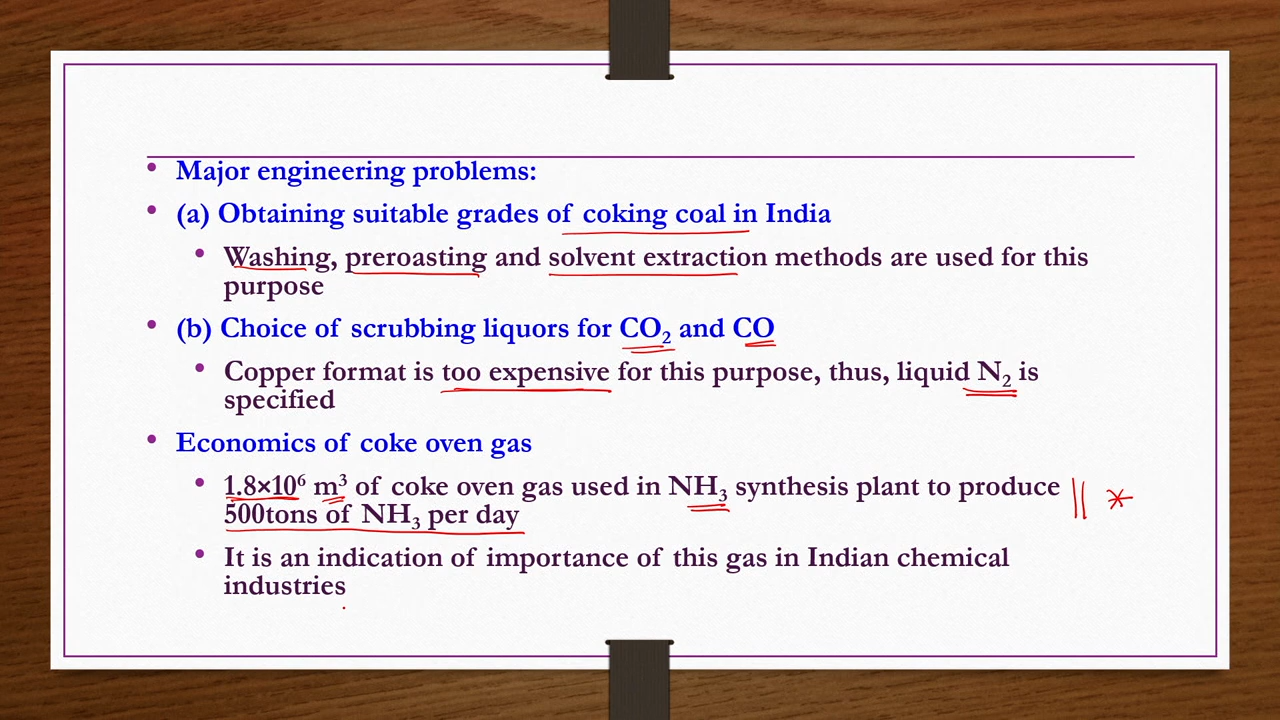 • Major engineering problems:
• (a) Obtaining suitable grades of coking coal in India
• Washing, preroasting and solvent extraction methods are used for this
purpose
• (b) Choice of scrubbing liquors for CO₂ and CO
• Copper format is too expensive for this purpose, thus, liquid N₂ is
specified
• Economics of coke oven gas
• 1.8×10⁶ m³ of coke oven gas used in NH₃ synthesis plant to produce
500tons of NH₃ per day
• It is an indication of importance of this gas in Indian chemical
industries